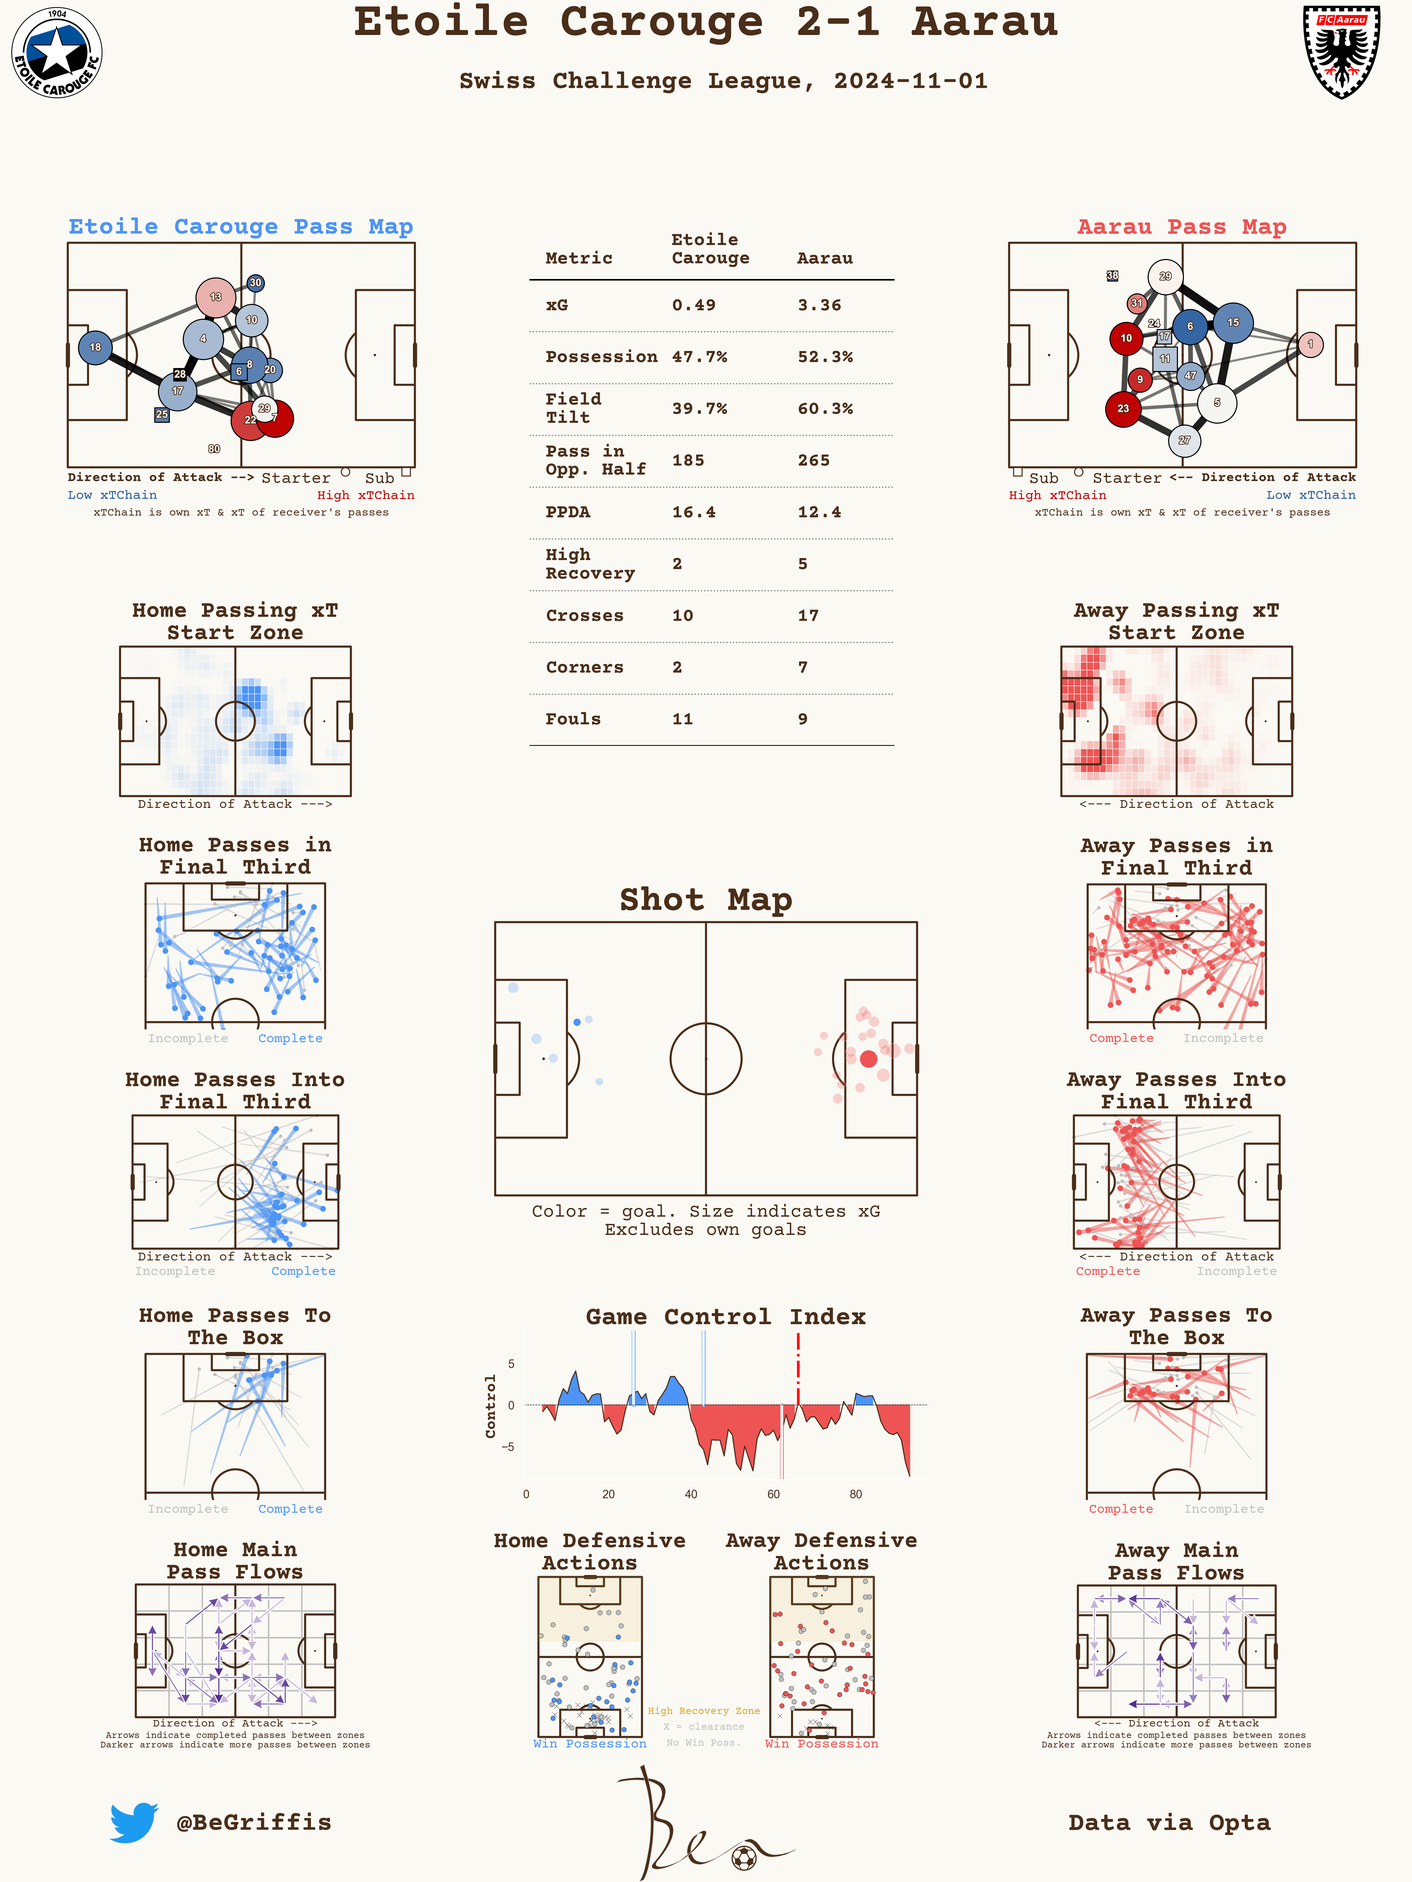 Etoile Carouge 2-1 Aarau
Swiss Challenge League, 2024-11-01
1904
ETOILE CAROUGE FC
FC Aarau
Etoile Carouge Pass Map
18
13
30
10
4
8
6
20
28
17
25
29
22
7
80
Direction of Attack --> Starter Sub
Low xTChain High xTChain
xTChain is own xT & xT of receiver's passes
Metric Etoile Carouge Aarau
xG 0.49 3.36
Possession 47.7% 52.3%
Field Tilt 39.7% 60.3%
Pass in Opp. Half 185 265
PPDA 16.4 12.4
High Recovery 2 5
Crosses 10 17
Corners 2 7
Fouls 11 9
Aarau Pass Map
38
29
31
24
6
15
10
17
1
11
9
47
23
5
27
Sub Starter <-- Direction of Attack
High xTChain Low xTChain
xTChain is own xT & xT of receiver's passes
Home Passing xT
Start Zone
Direction of Attack --->
Away Passing xT
Start Zone
<--- Direction of Attack
Home Passes in
Final Third
Incomplete Complete
Away Passes in
Final Third
Complete Incomplete
Shot Map
Color = goal. Size indicates xG
Excludes own goals
Home Passes Into
Final Third
Direction of Attack --->
Incomplete Complete
Away Passes Into
Final Third
<--- Direction of Attack
Complete Incomplete
Home Passes To
The Box
Incomplete Complete
Game Control Index
Control
5
0
−5
0 20 40 60 80
Away Passes To
The Box
Complete Incomplete
Home Main
Pass Flows
Direction of Attack --->
Arrows indicate completed passes between zones
Darker arrows indicate more passes between zones
Home Defensive
Actions
Win Possession
High Recovery Zone
X = clearance
No Win Poss.
Away Defensive
Actions
Win Possession
Away Main
Pass Flows
<--- Direction of Attack
Arrows indicate completed passes between zones
Darker arrows indicate more passes between zones
@BeGriffis
Ben
Data via Opta